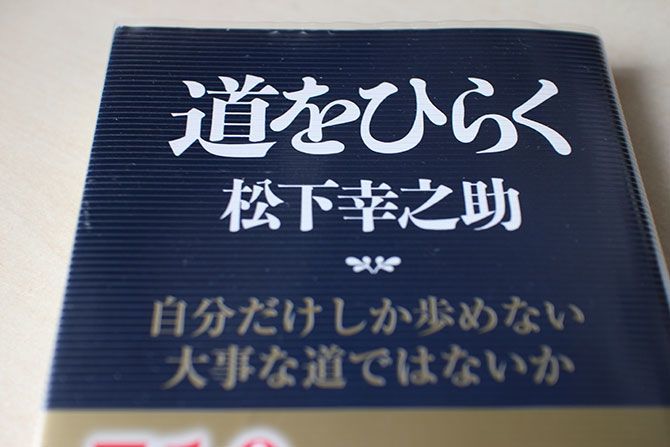 道をひらく
松下幸之助
自分だけしか歩めない
大事な道ではないか